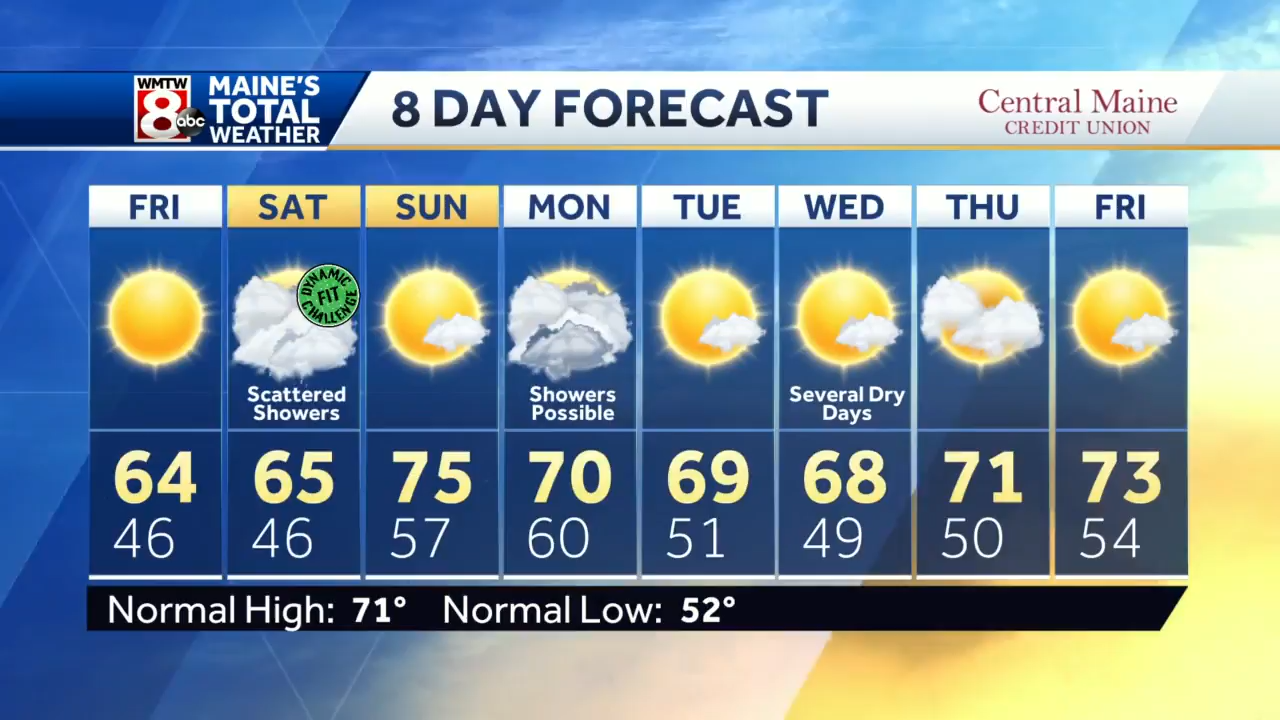 WMTW
8
abc
MAINE'S
TOTAL
WEATHER
8 DAY FORECAST
Central Maine
CREDIT UNION
FRI SAT SUN MON TUE WED THU FRI
DYNAMIC
FIT
CHALLENGE
Scattered
Showers
Showers
Possible
Several Dry
Days
64 65 75 70 69 68 71 73
46 46 57 60 51 49 50 54
Normal High: 71° Normal Low: 52°